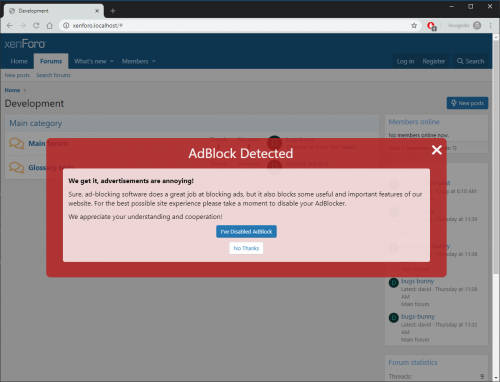 Development
xenforo.localhost/#
Incognito
xenForo
Home Forums What's new Members Log in Register Search
New posts Search forums
Home
Development
New posts
Main category
Members online
No members online now.
AdBlock Detected
We get it, advertisements are annoying!
Sure, ad-blocking software does a great job at blocking ads, but it also blocks some useful and important features of our
website. For the best possible site experience please take a moment to disable your AdBlocker.
We appreciate your understanding and cooperation!
I've Disabled AdBlock
No Thanks
bugs bunny
Latest: david · Thursday at 11:38
AM
Main forum
bugs-bunny
Latest: david · Thursday at 11:32
AM
Main forum
Forum statistics
Threads: 9